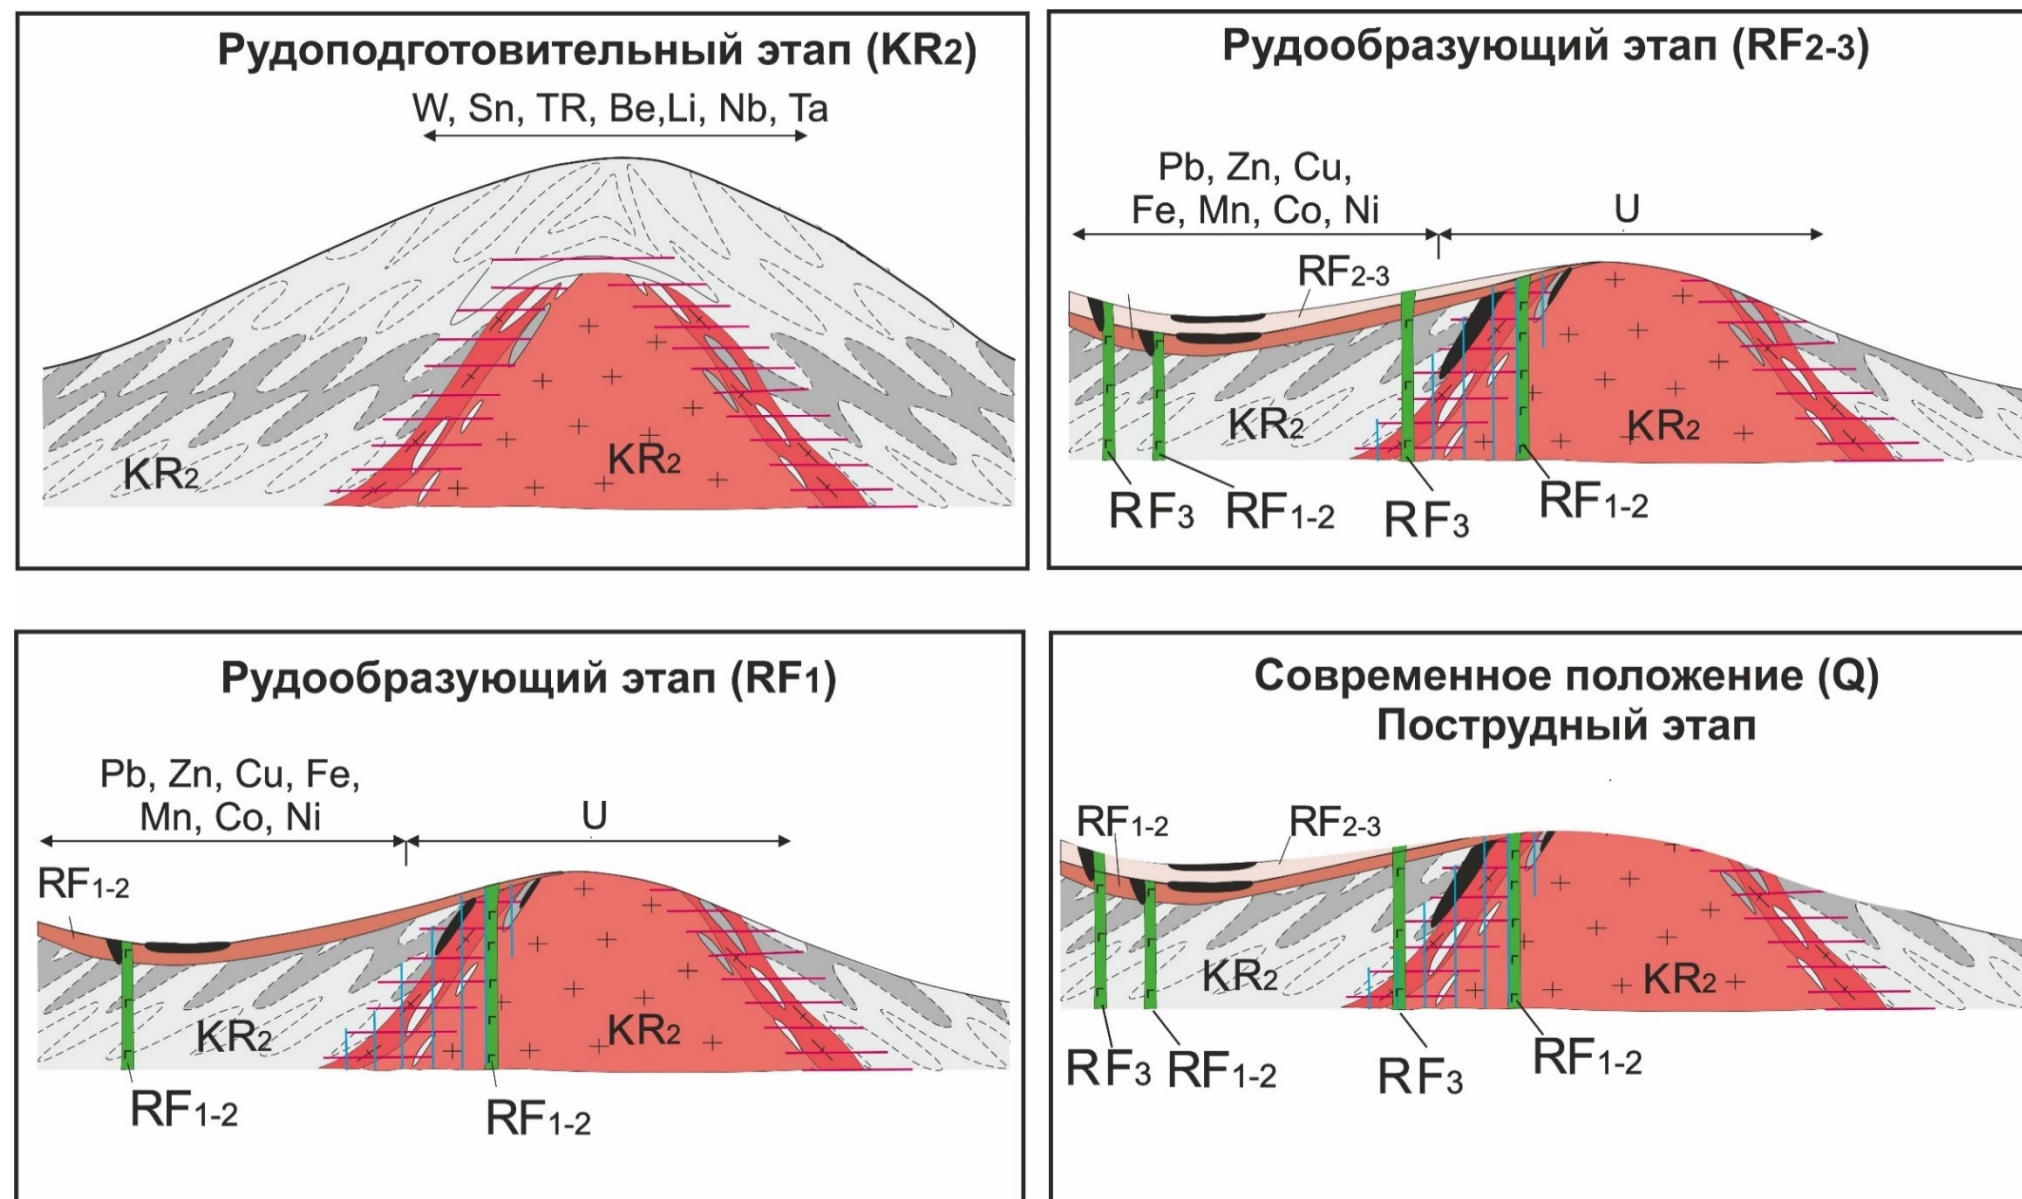 Рудоподготовительный этап (KR2)
W, Sn, TR, Be,Li, Nb, Ta
KR2
KR2
Рудообразующий этап (RF2-3)
Pb, Zn, Cu,
Fe, Mn, Co, Ni
U
RF2-3
KR2
KR2
RF3
RF1-2
RF3
RF1-2
Рудообразующий этап (RF1)
Pb, Zn, Cu, Fe,
Mn, Co, Ni
U
RF1-2
KR2
KR2
RF1-2
RF1-2
Современное положение (Q)
Пострудный этап
RF1-2
RF2-3
KR2
KR2
RF3
RF1-2
RF3
RF1-2